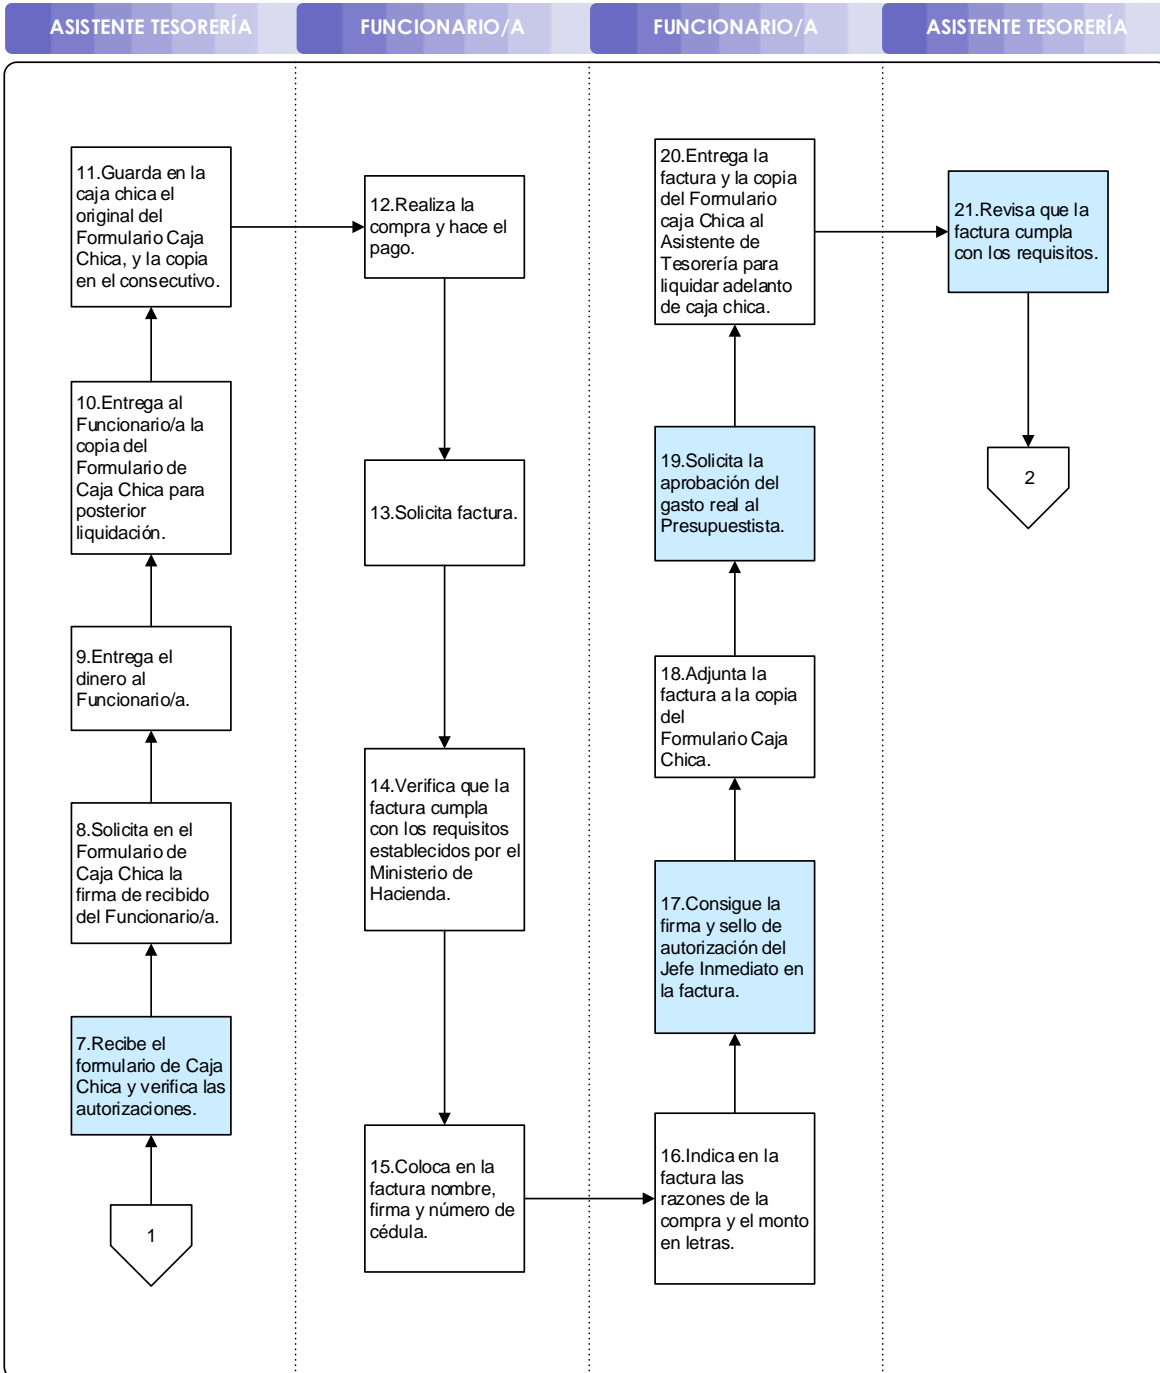 ASISTENTE TESORERÍA
FUNCIONARIO/A
FUNCIONARIO/A
ASISTENTE TESORERÍA
11.Guarda en la
caja chica el
original del
Formulario Caja
Chica, y la copia
en el consecutivo.
10.Entrega al
Funcionario/a la
copia del
Formulario de
Caja Chica para
posterior
liquidación.
9.Entrega el
dinero al
Funcionario/a.
8.Solicita en el
Formulario de
Caja Chica la
firma de recibido
del Funcionario/a.
7.Recibe el
formulario de Caja
Chica y verifica las
autorizaciones.
1
12.Realiza la
compra y hace el
pago.
13.Solicita factura.
14.Verifica que la
factura cumpla
con los requisitos
establecidos por el
Ministerio de
Hacienda.
15.Coloca en la
factura nombre,
firma y número de
cédula.
20.Entrega la
factura y la copia
del Formulario
caja Chica al
Asistente de
Tesorería para
liquidar adelanto
de caja chica.
19.Solicita la
aprobación del
gasto real al
Presupuestista.
18.Adjunta la
factura a la copia
del
Formulario Caja
Chica.
17.Consigue la
firma y sello de
autorización del
Jefe Inmediato en
la factura.
16.Indica en la
factura las
razones de la
compra y el monto
en letras.
21.Revisa que la
factura cumpla
con los requisitos.
2